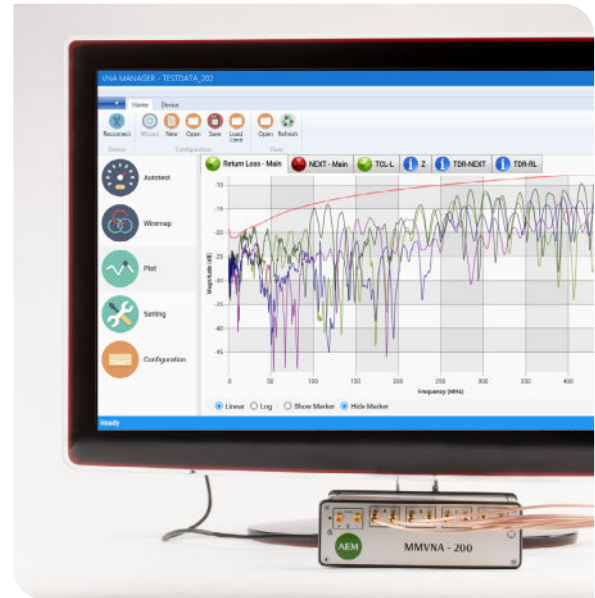 VNA MANAGER - TESTDATA_202
Home Device
Reconnect Wizard New Open Save Load Limit Open Refresh
Device Configuration Data
Return Loss - Main NEXT - Main TCL-L Z TDR-NEXT TDR-RL
Autotest
Wiremap
Plot
Setting
Configuration
Magnitude (dB)
-10
-15
-20
-25
-30
-35
-40
-45
0 50 100 150 200 250 300 350 400
Frequency (MHz)
Linear Log Show Marker Hide Marker
Ready
AEM
MMVNA - 200